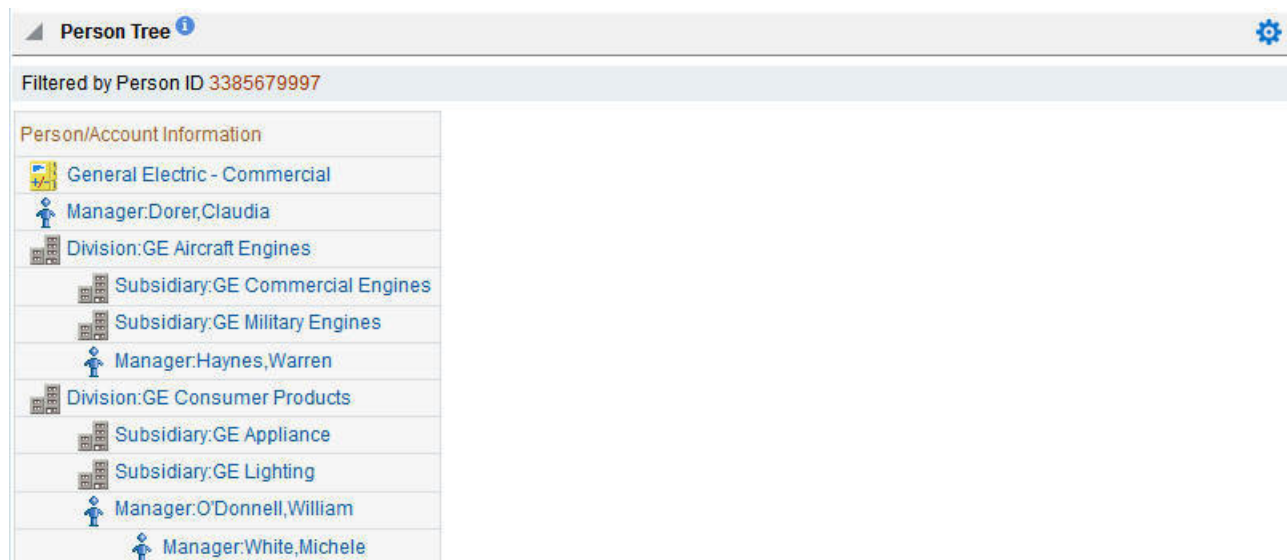 Person Tree
Filtered by Person ID 3385679997
Person/Account Information
General Electric - Commercial
Manager:Dorer,Claudia
Division:GE Aircraft Engines
Subsidiary:GE Commercial Engines
Subsidiary:GE Military Engines
Manager:Haynes,Warren
Division:GE Consumer Products
Subsidiary:GE Appliance
Subsidiary:GE Lighting
Manager:O'Donnell,William
Manager:White,Michele